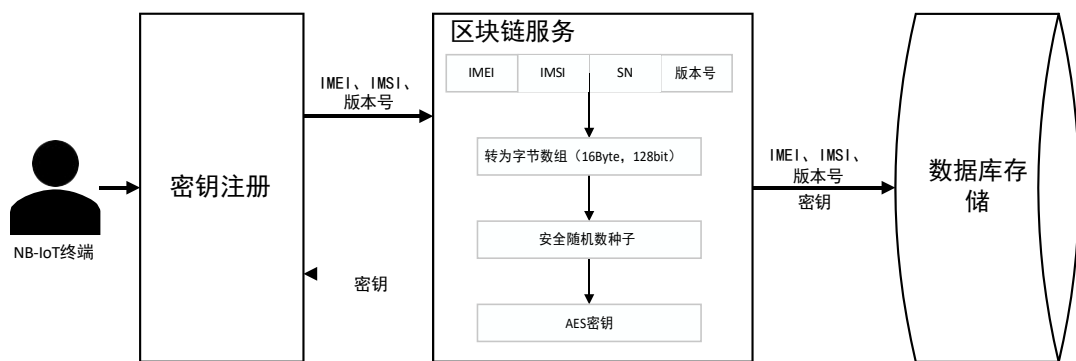 区块链服务
IMEI
IMSI
SN
版本号
IMEI、IMSI、
版本号
转为字节数组（16Byte，128bit）
IMEI、IMSI、
版本号
密钥
密钥注册
数据库存
储
NB-IoT终端
安全随机数种子
密钥
AES密钥